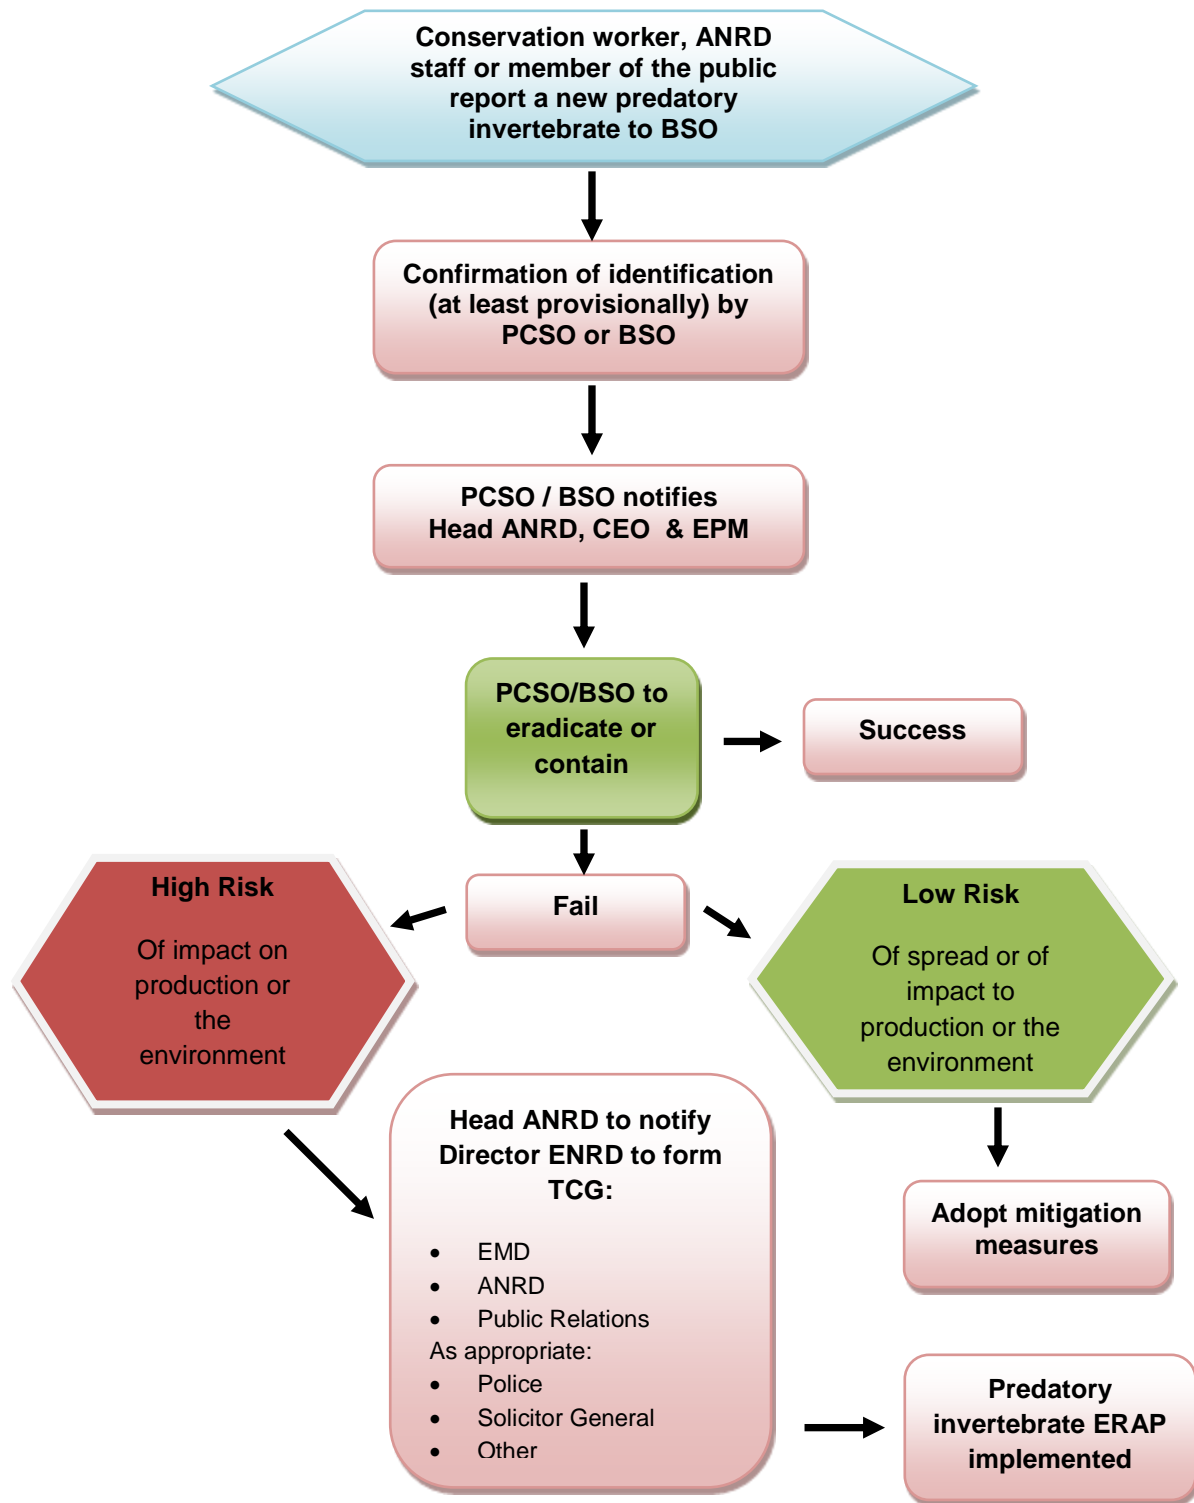 Conservation worker, ANRD
staff or member of the public
report a new predatory
invertebrate to BSO
Confirmation of identification
(at least provisionally) by
PCSO or BSO
PCSO / BSO notifies
Head ANRD, CEO & EPM
PCSO/BSO to
eradicate or
contain
Success
Fail
High Risk
Of impact on
production or
the
environment
Low Risk
Of spread or of
impact to
production or the
environment
Head ANRD to notify
Director ENRD to form
TCG:
• EMD
• ANRD
• Public Relations
As appropriate:
• Police
• Solicitor General
• Other
Adopt mitigation
measures
Predatory
invertebrate ERAP
implemented